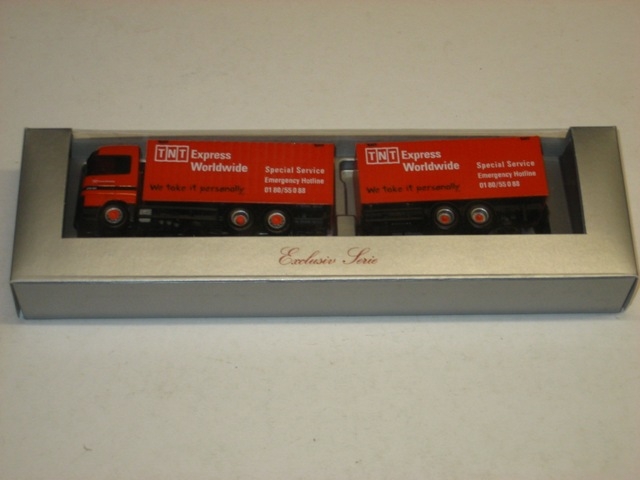 TNT Express
Worldwide
Special Service
Emergency Hotline
01 80/55 0 88
We take it personally
TNT Express
Worldwide
Special Service
Emergency Hotline
01 80/55 0 88
We take it personally
Exclusiv Serie